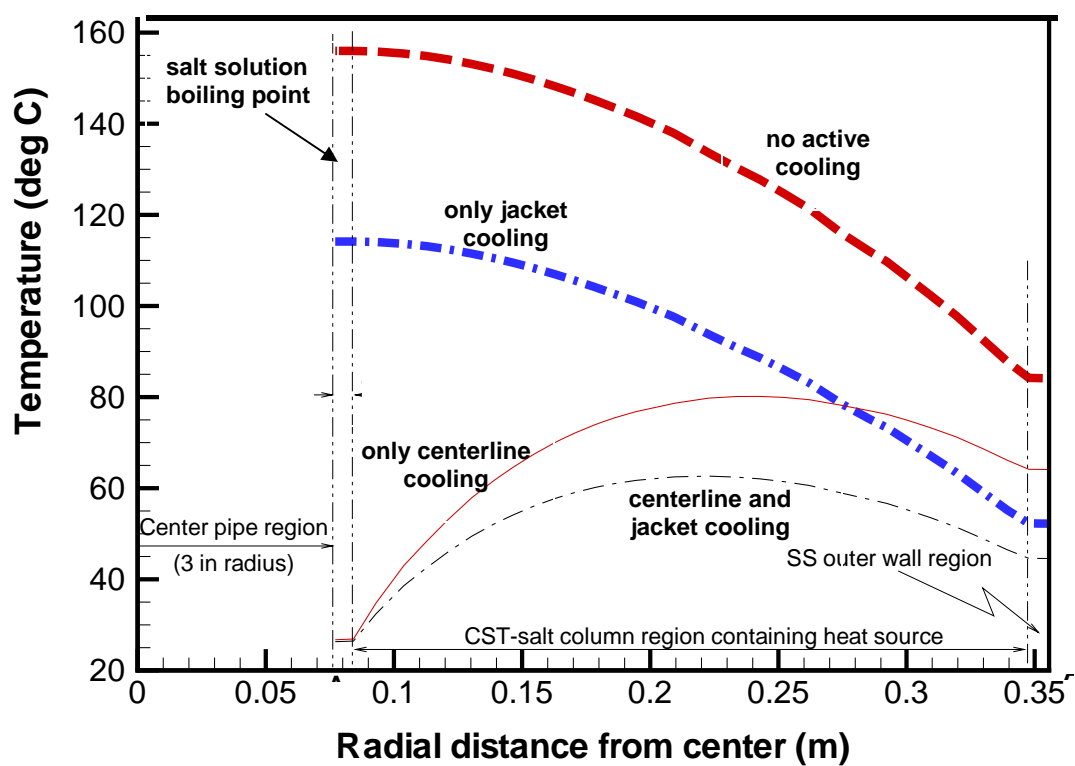 Temperature (deg C)
160
140
120
100
80
60
40
20
salt solution
boiling point
no active
cooling
only jacket
cooling
only centerline
cooling
centerline and
jacket cooling
Center pipe region
(3 in radius)
SS outer wall region
CST-salt column region containing heat source
0 0.05 0.1 0.15 0.2 0.25 0.3 0.35
Radial distance from center (m)